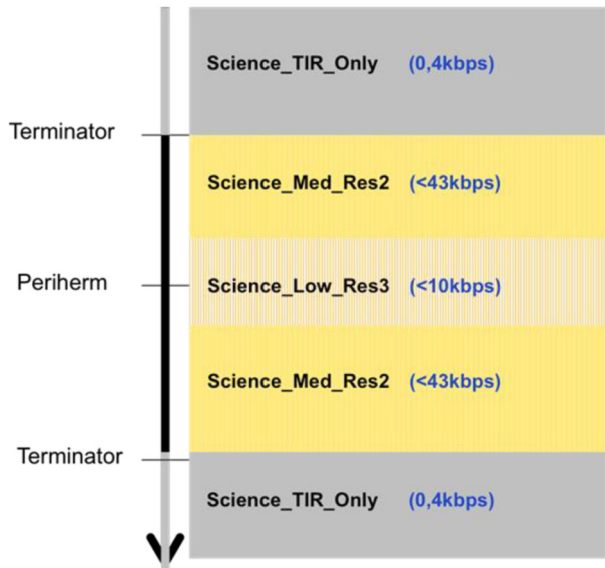 Science_TIR_Only (0,4kbps)
Terminator
Science_Med_Res2 (<43kbps)
Periherm Science_Low_Res3 (<10kbps)
Science_Med_Res2 (<43kbps)
Terminator
Science_TIR_Only (0,4kbps)